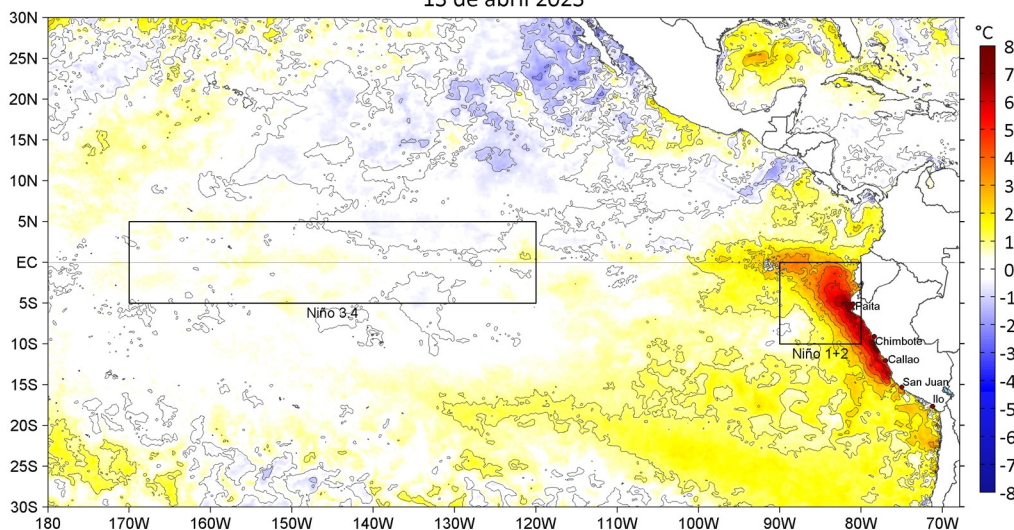 13 de abril 2023
30N
25N
20N
15N
10N
5N
EC
5S
10S
15S
20S
25S
30S
180
170W
160W
150W
140W
130W
120W
110W
100W
90W
80W
70W
Niño 3.4
Niño 1+2
Paita
Chimbote
Callao
San Juan
Ilo
°C
8
7
6
5
4
3
2
1
0
-1
-2
-3
-4
-5
-6
-7
-8